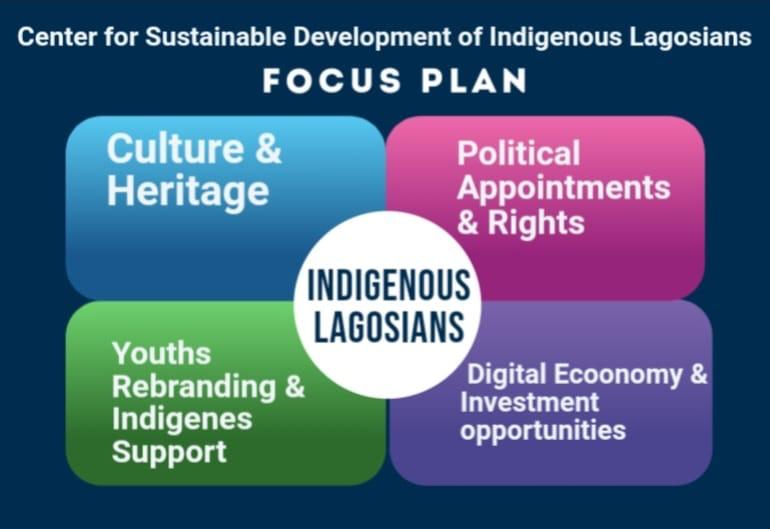 Center for Sustainable Development of Indigenous Lagosians
FOCUS PLAN
Culture &
Heritage
Political
Appointments
& Rights
INDIGENOUS
LAGOSIANS
Youths
Rebranding &
Indigenes
Support
Digital Ecoonomy &
Investment
opportunities